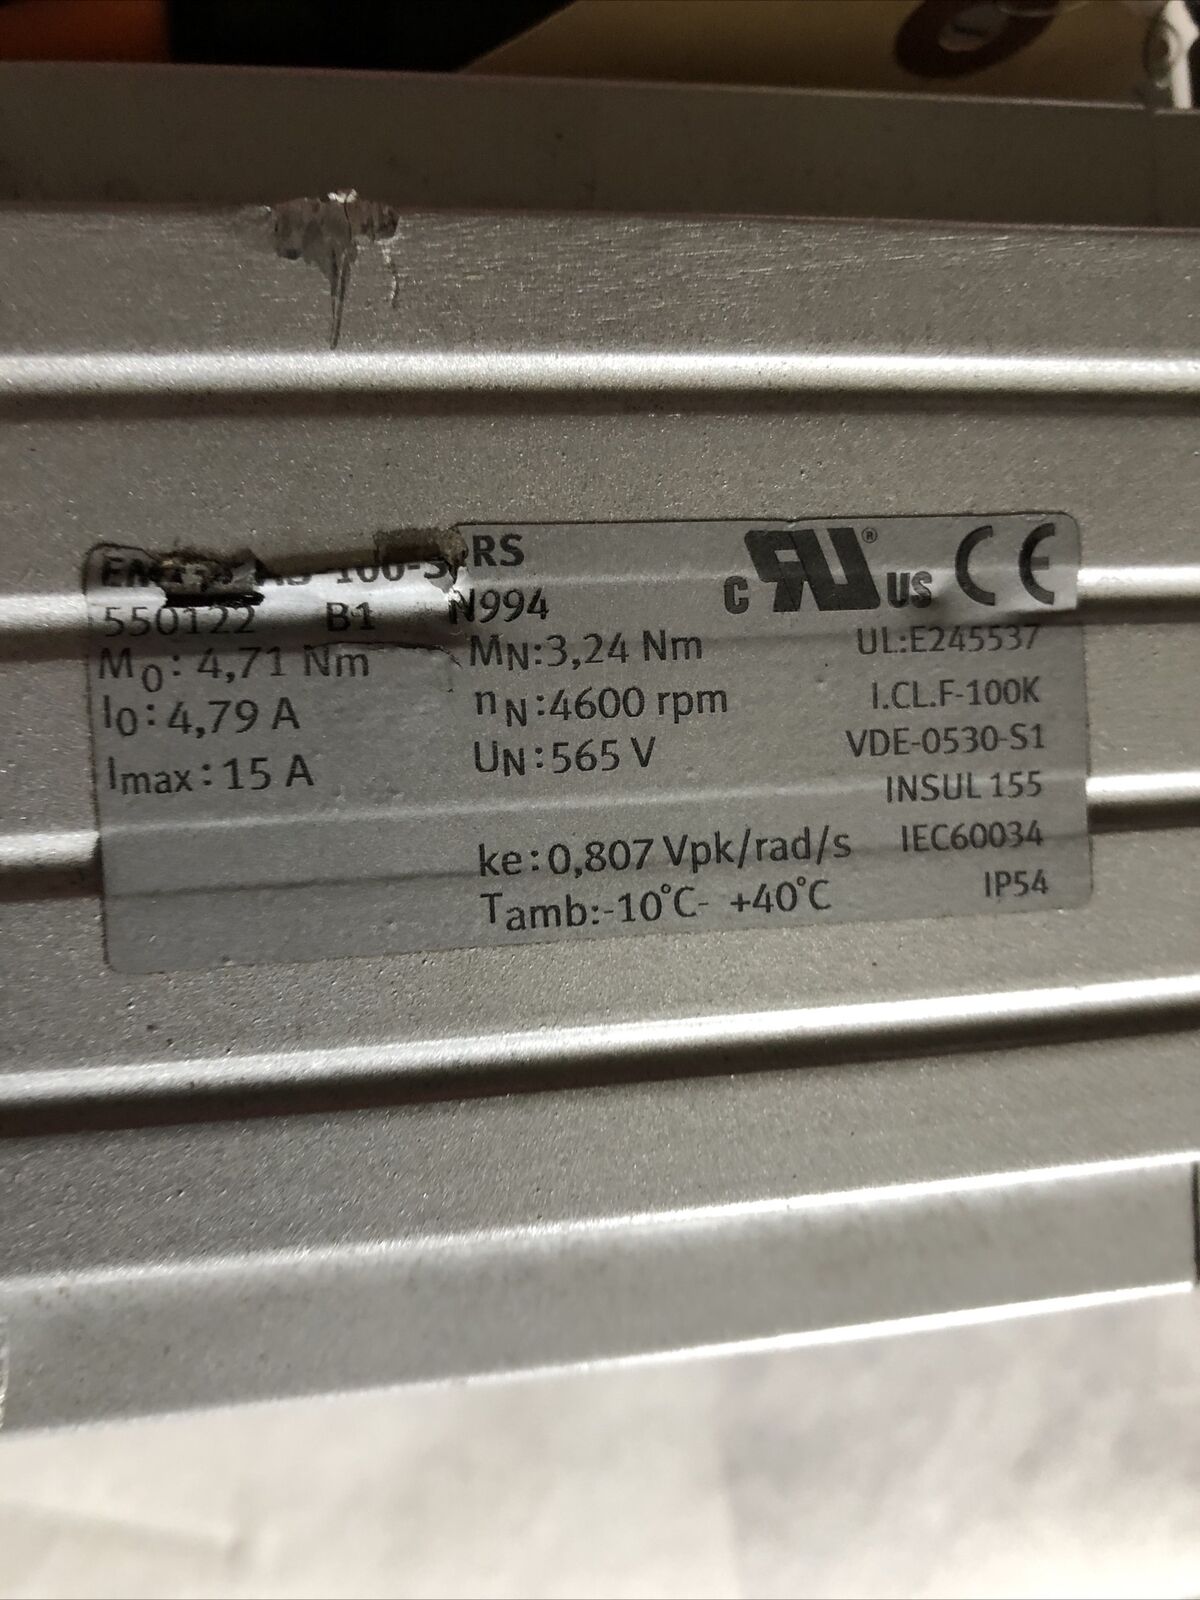 RS
550122 B1 N994
M0: 4,71 Nm
I0: 4,79 A
Imax: 15 A
MN:3,24 Nm
nN:4600 rpm
UN:565 V
ke: 0,807 Vpk/rad/s
Tamb:-10°C- +40°C
c RU® US CE
UL:E245537
I.CL.F-100K
VDE-0530-S1
INSUL 155
IEC60034
IP54